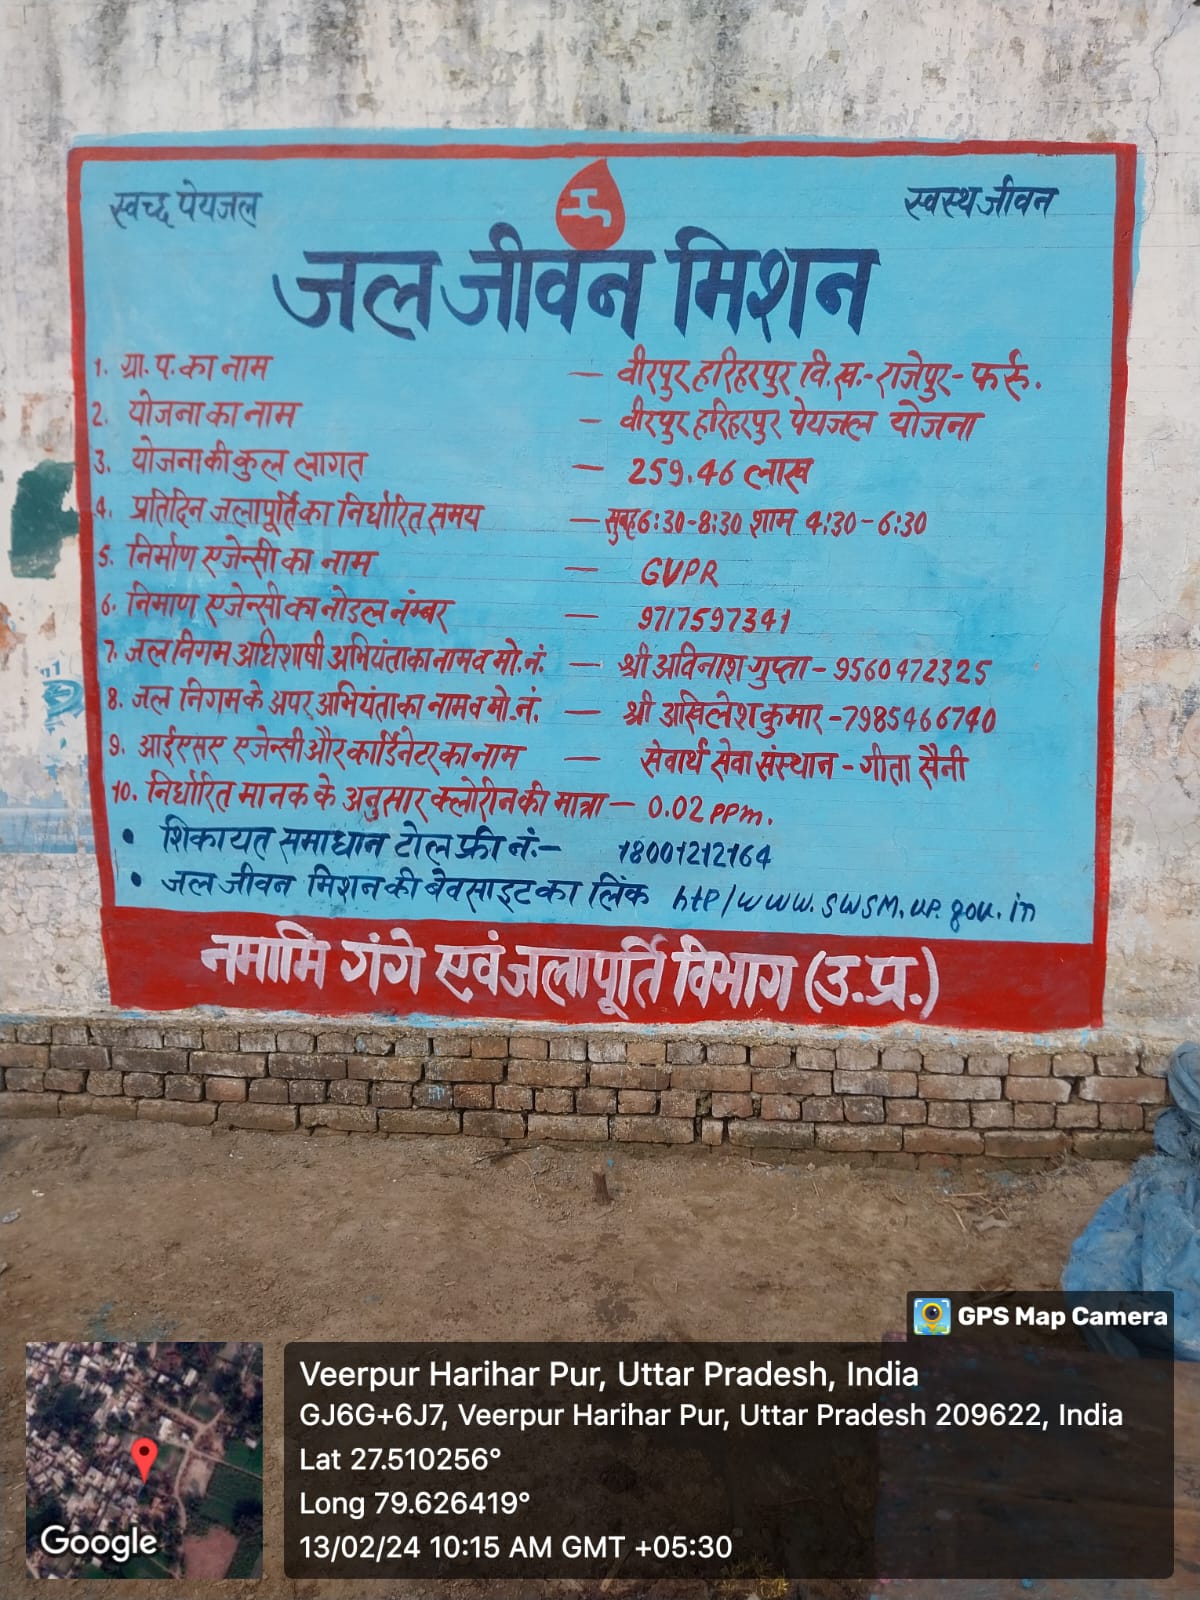 स्वच्छ पेयजल
स्वस्थ जीवन
जल जीवन मिशन
1. ग्रा. प. का नाम — वीरपुर हरिहरपुर वि. ख.- राजेपुर - फर्रु.
2. योजना का नाम — वीरपुर हरिहरपुर पेयजल योजना
3. योजना की कुल लागत — 259.46 लाख
4. प्रतिदिन जलापूर्ति का निर्धारित समय — सुबह 6:30-8:30 शाम 4:30-6:30
5. निर्माण एजेन्सी का नाम — GVPR
6. निमाण एजेन्सी का नोडल नंम्बर — 9717597341
7. जल निगम अधिशाषी अभियंता का नाम व मो. नं. — श्री अविनाश गुप्ता - 9560472325
8. जल निगम के अपर अभियंता का नाम व मो. नं. — श्री अखिलेश कुमार - 7985466740
9. आईएसए एजेन्सी और कार्डिनेटर का नाम — सेवार्थ सेवा संस्थान - गीता सैनी
10. निर्धारित मानक के अनुसार क्लोरीन की मात्रा — 0.02 PPm.
• शिकायत समाधान टोल फ्री नं.- 18001212164
• जल जीवन मिशन की बेवसाइट का लिंक htp/www.swsm.up.gov.in
नमामि गंगे एवं जलापूर्ति विभाग (उ.प्र.)
GPS Map Camera
Veerpur Harihar Pur, Uttar Pradesh, India
GJ6G+6J7, Veerpur Harihar Pur, Uttar Pradesh 209622, India
Lat 27.510256°
Long 79.626419°
13/02/24 10:15 AM GMT +05:30
Google